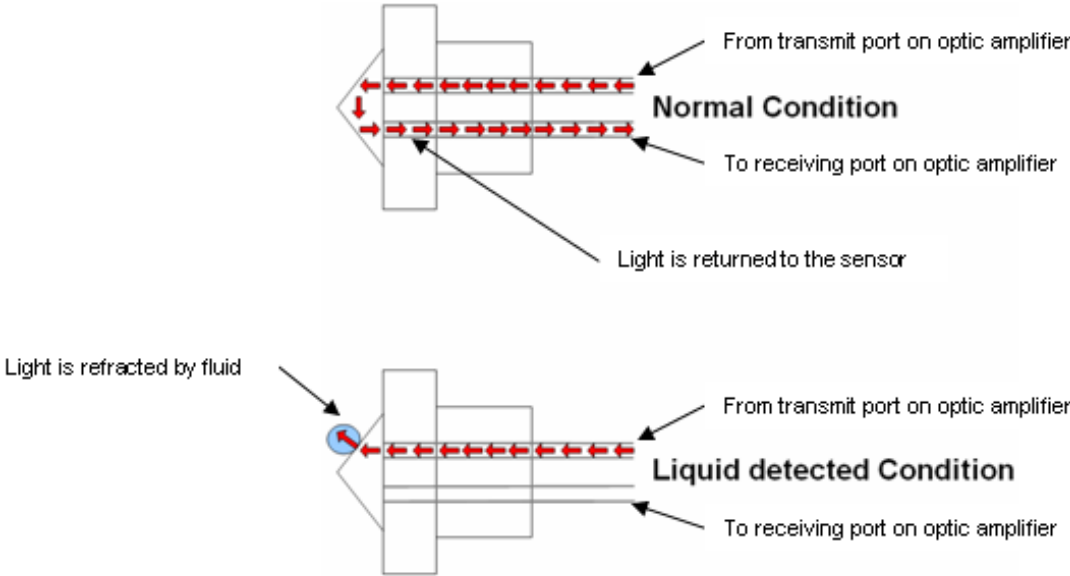 From transmit port on optic amplifier
Normal Condition
To receiving port on optic amplifier
Light is returned to the sensor
Light is refracted by fluid
From transmit port on optic amplifier
Liquid detected Condition
To receiving port on optic amplifier